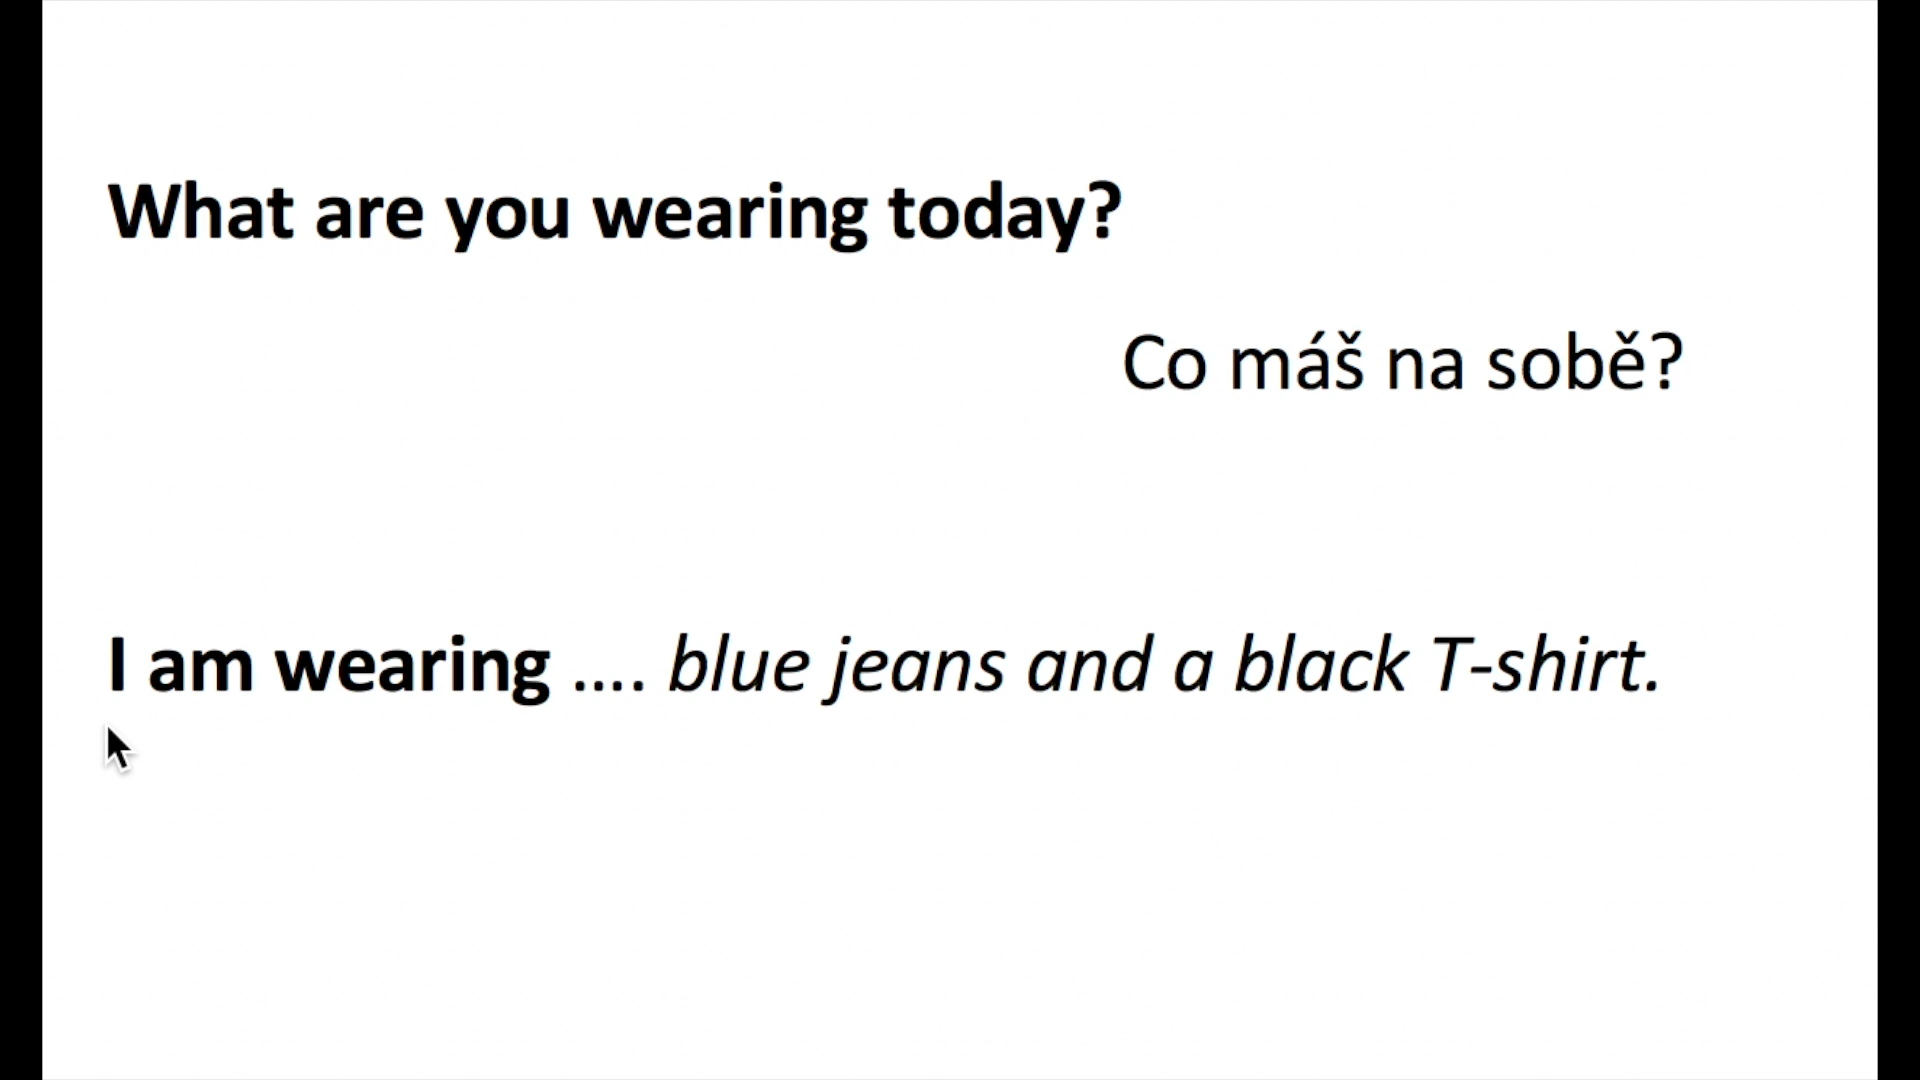 What are you wearing today?
Co máš na sobě?
I am wearing .... blue jeans and a black T-shirt.